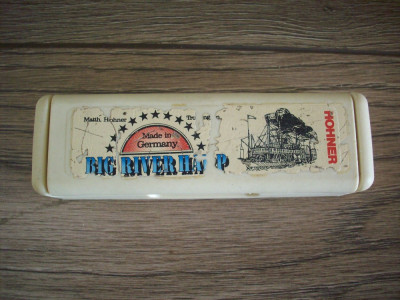 Matth. Hohner
Made in
Germany
BIG RIVER
HOHNER